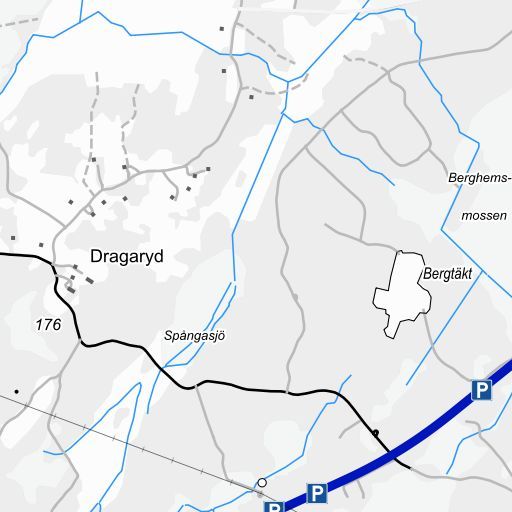 Berghems-
mossen
Dragaryd
Bergtäkt
176
Spångasjö
P
P
P